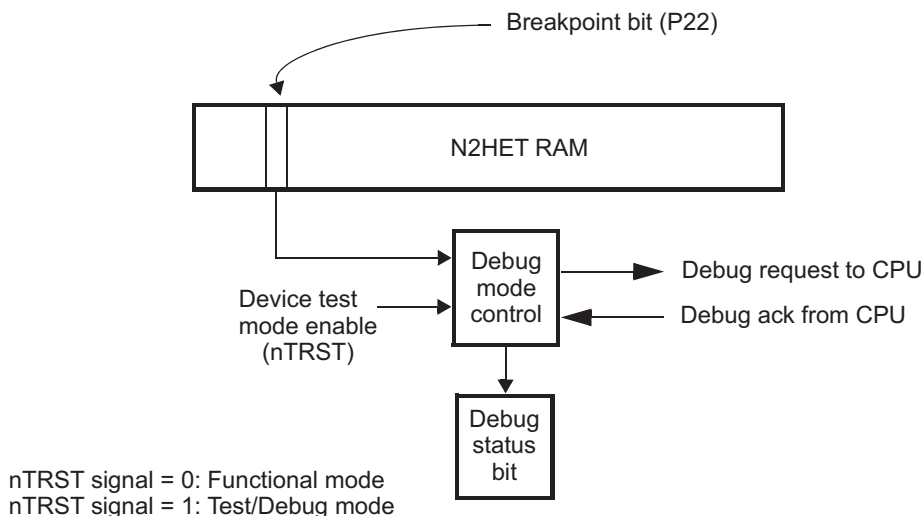 Breakpoint bit (P22)
N2HET RAM
Debug
mode
control
Debug request to CPU
Debug ack from CPU
Device test
mode enable
(nTRST)
Debug
status
bit
nTRST signal = 0: Functional mode
nTRST signal = 1: Test/Debug mode